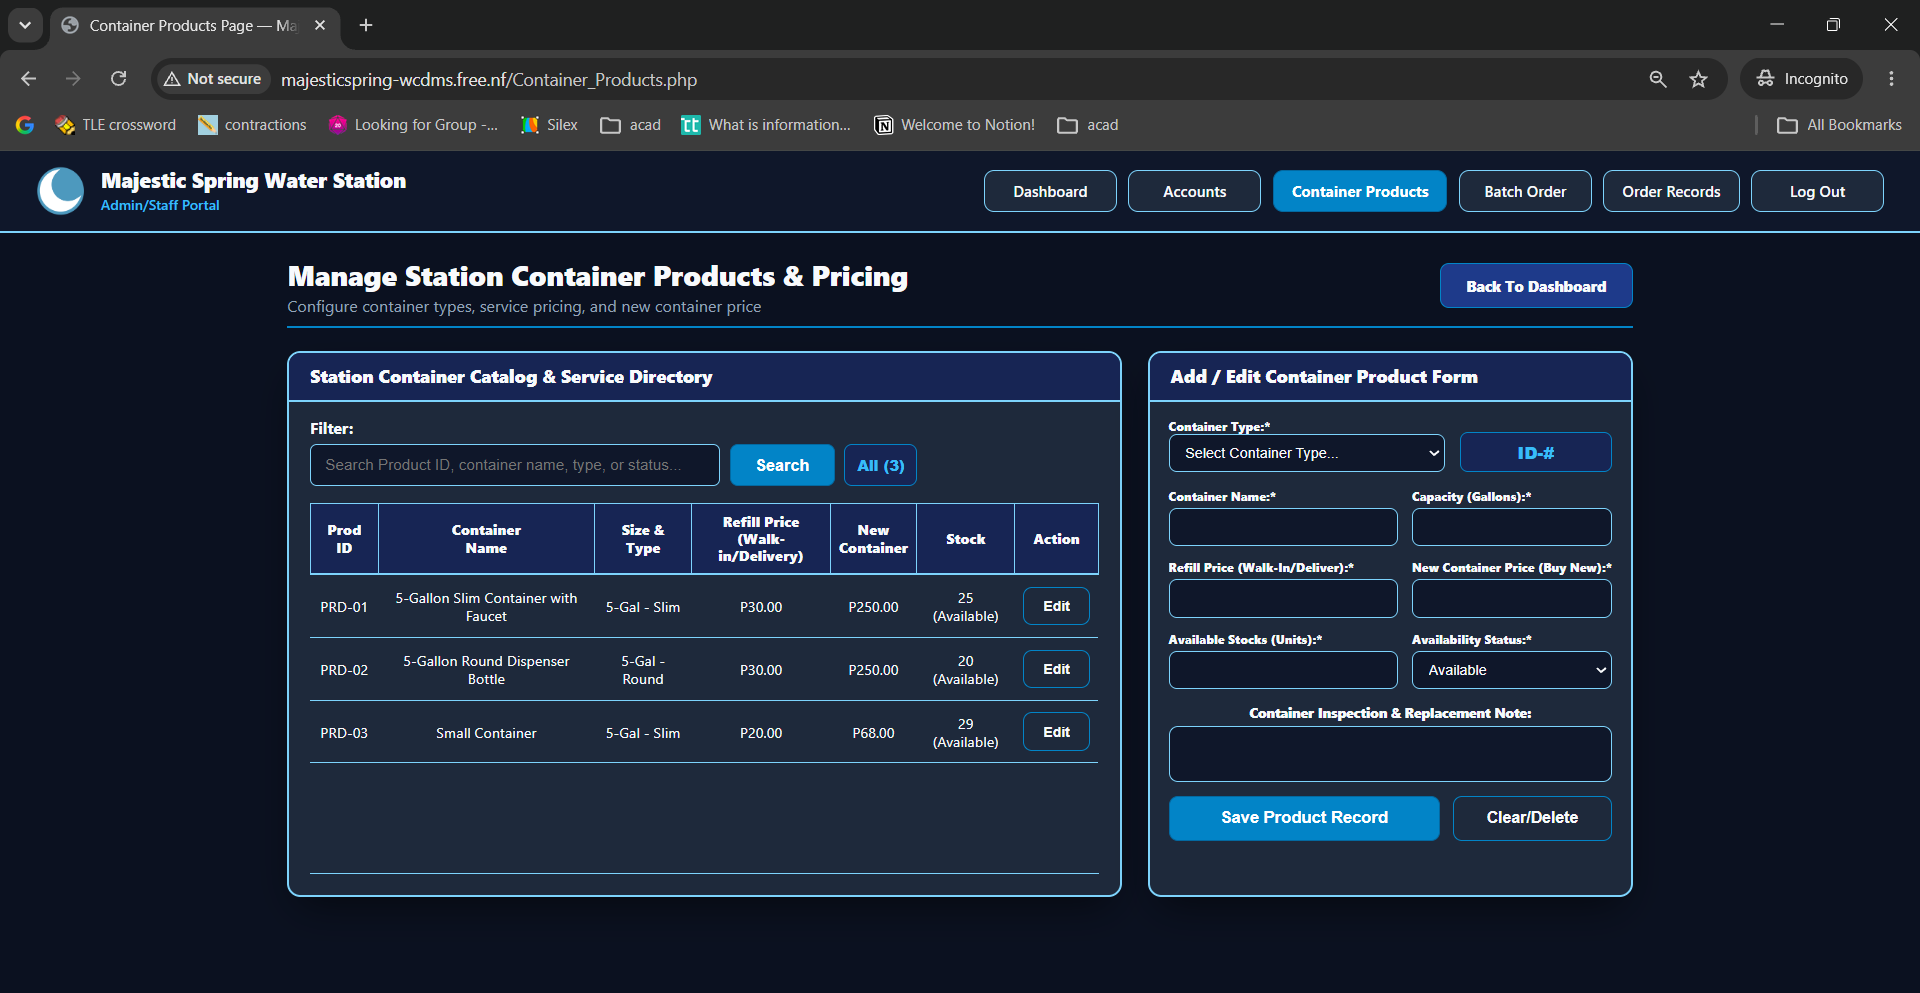 Container Products Page — Ma
Not secure
majesticspring-wcdms.free.nf/Container_Products.php
Incognito
TLE crossword
contractions
Looking for Group -...
Silex
acad
What is information...
Welcome to Notion!
acad
All Bookmarks
Majestic Spring Water Station
Admin/Staff Portal
Dashboard
Accounts
Container Products
Batch Order
Order Records
Log Out
Manage Station Container Products & Pricing
Configure container types, service pricing, and new container price
Back To Dashboard
Station Container Catalog & Service Directory
Filter:
Search Product ID, container name, type, or status...
Search
All (3)
Prod
ID
Container
Name
Size &
Type
Refill Price
(Walk-
in/Delivery)
New
Container
Stock
Action
PRD-01
5-Gallon Slim Container with
Faucet
5-Gal - Slim
P30.00
P250.00
25
(Available)
Edit
PRD-02
5-Gallon Round Dispenser
Bottle
5-Gal -
Round
P30.00
P250.00
20
(Available)
Edit
PRD-03
Small Container
5-Gal - Slim
P20.00
P68.00
29
(Available)
Edit
Add / Edit Container Product Form
Container Type:*
Select Container Type...
ID-#
Container Name:*
Capacity (Gallons):*
Refill Price (Walk-In/Deliver):*
New Container Price (Buy New):*
Available Stocks (Units):*
Availability Status:*
Available
Container Inspection & Replacement Note:
Save Product Record
Clear/Delete